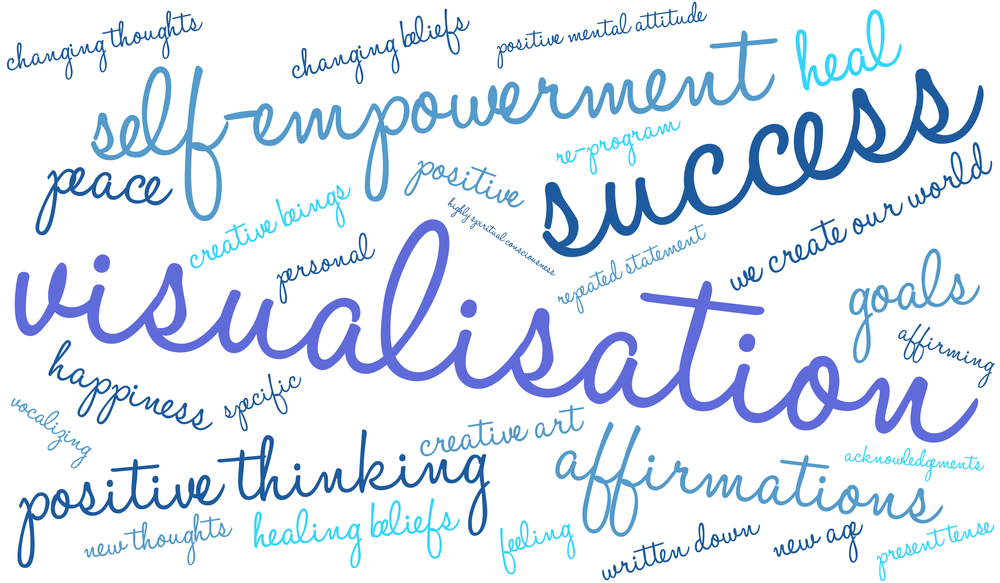 changing thoughts
changing beliefs
positive mental attitude
heal
self-empowerment
success
re-program
peace
positive
creative beings
highly spiritual consciousness
personal
repeated statement
we create our world
visualisation
goals
affirming
happiness
specific
vocalizing
creative art
positive thinking
affirmations
acknowledgements
new thoughts
healing beliefs
feeling
written down
new age
present tense